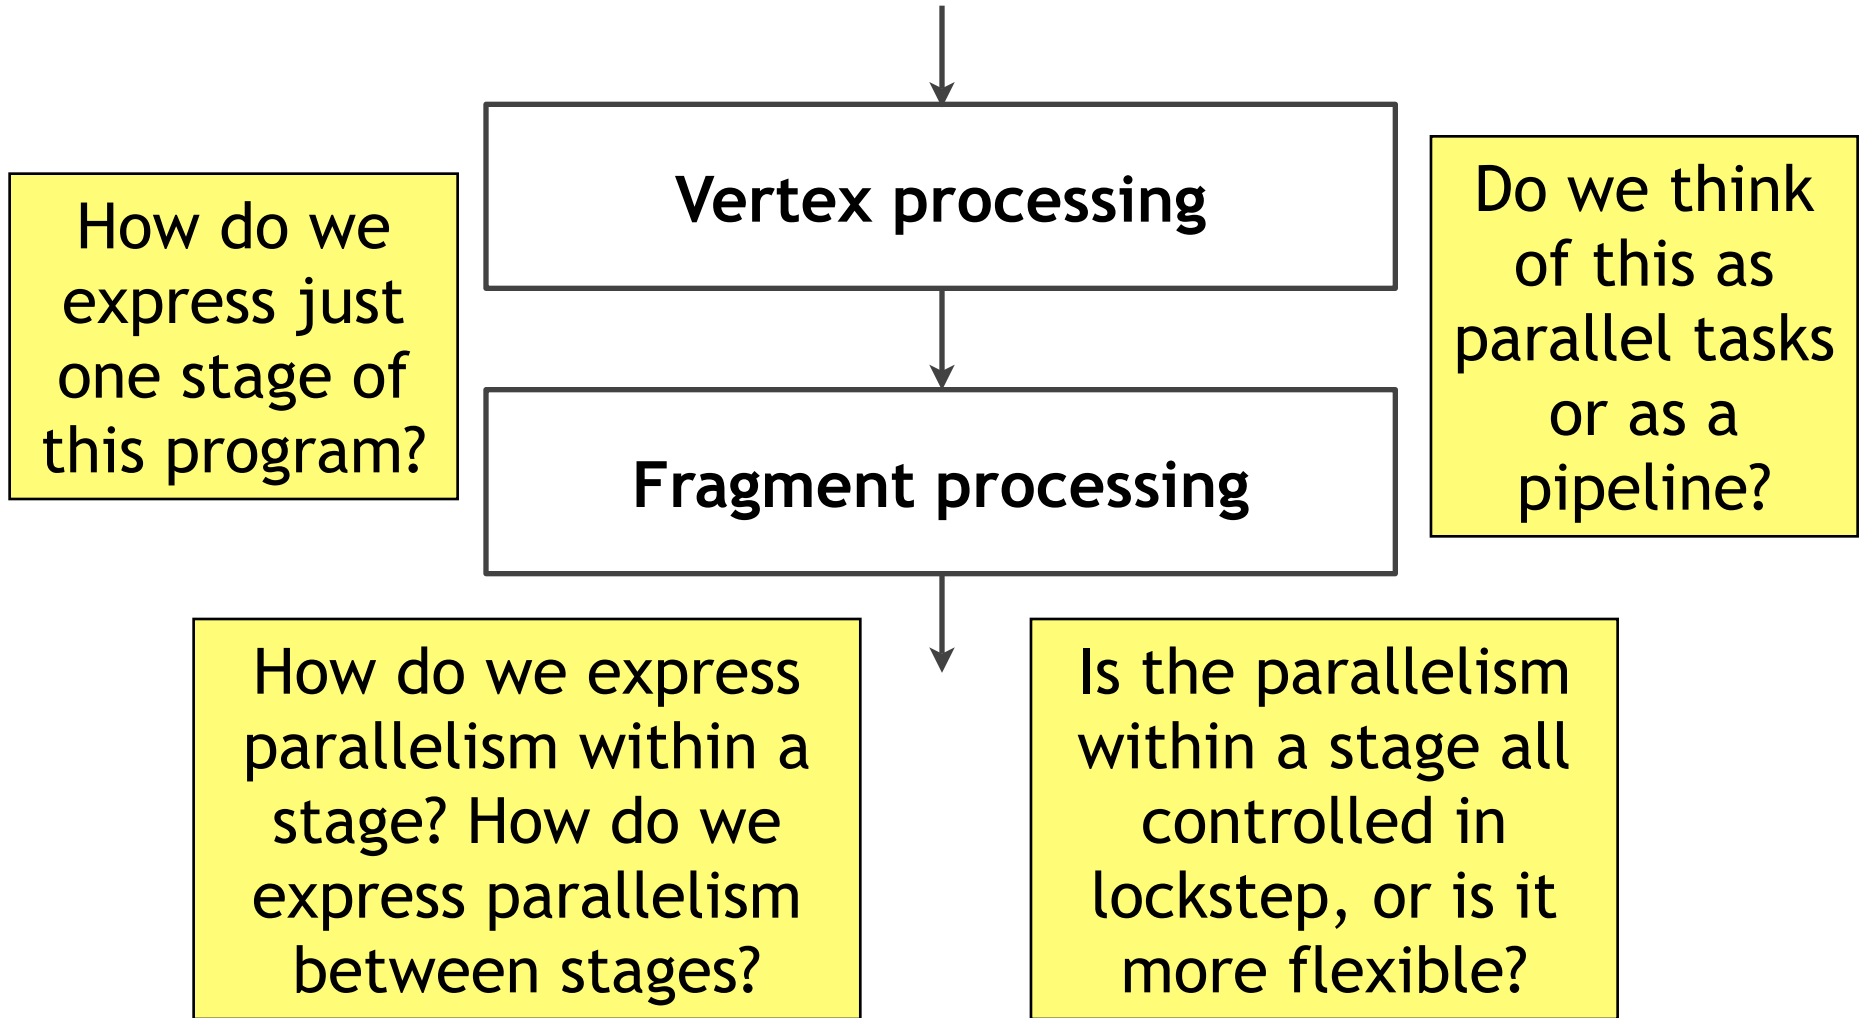 Vertex processing
How do we
express just
one stage of
this program?
Do we think
of this as
parallel tasks
or as a
pipeline?
Fragment processing
How do we express
parallelism within a
stage? How do we
express parallelism
between stages?
Is the parallelism
within a stage all
controlled in
lockstep, or is it
more flexible?